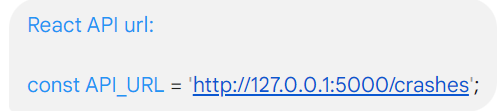 React API url:
const API_URL = 'http://127.0.0.1:5000/crashes';